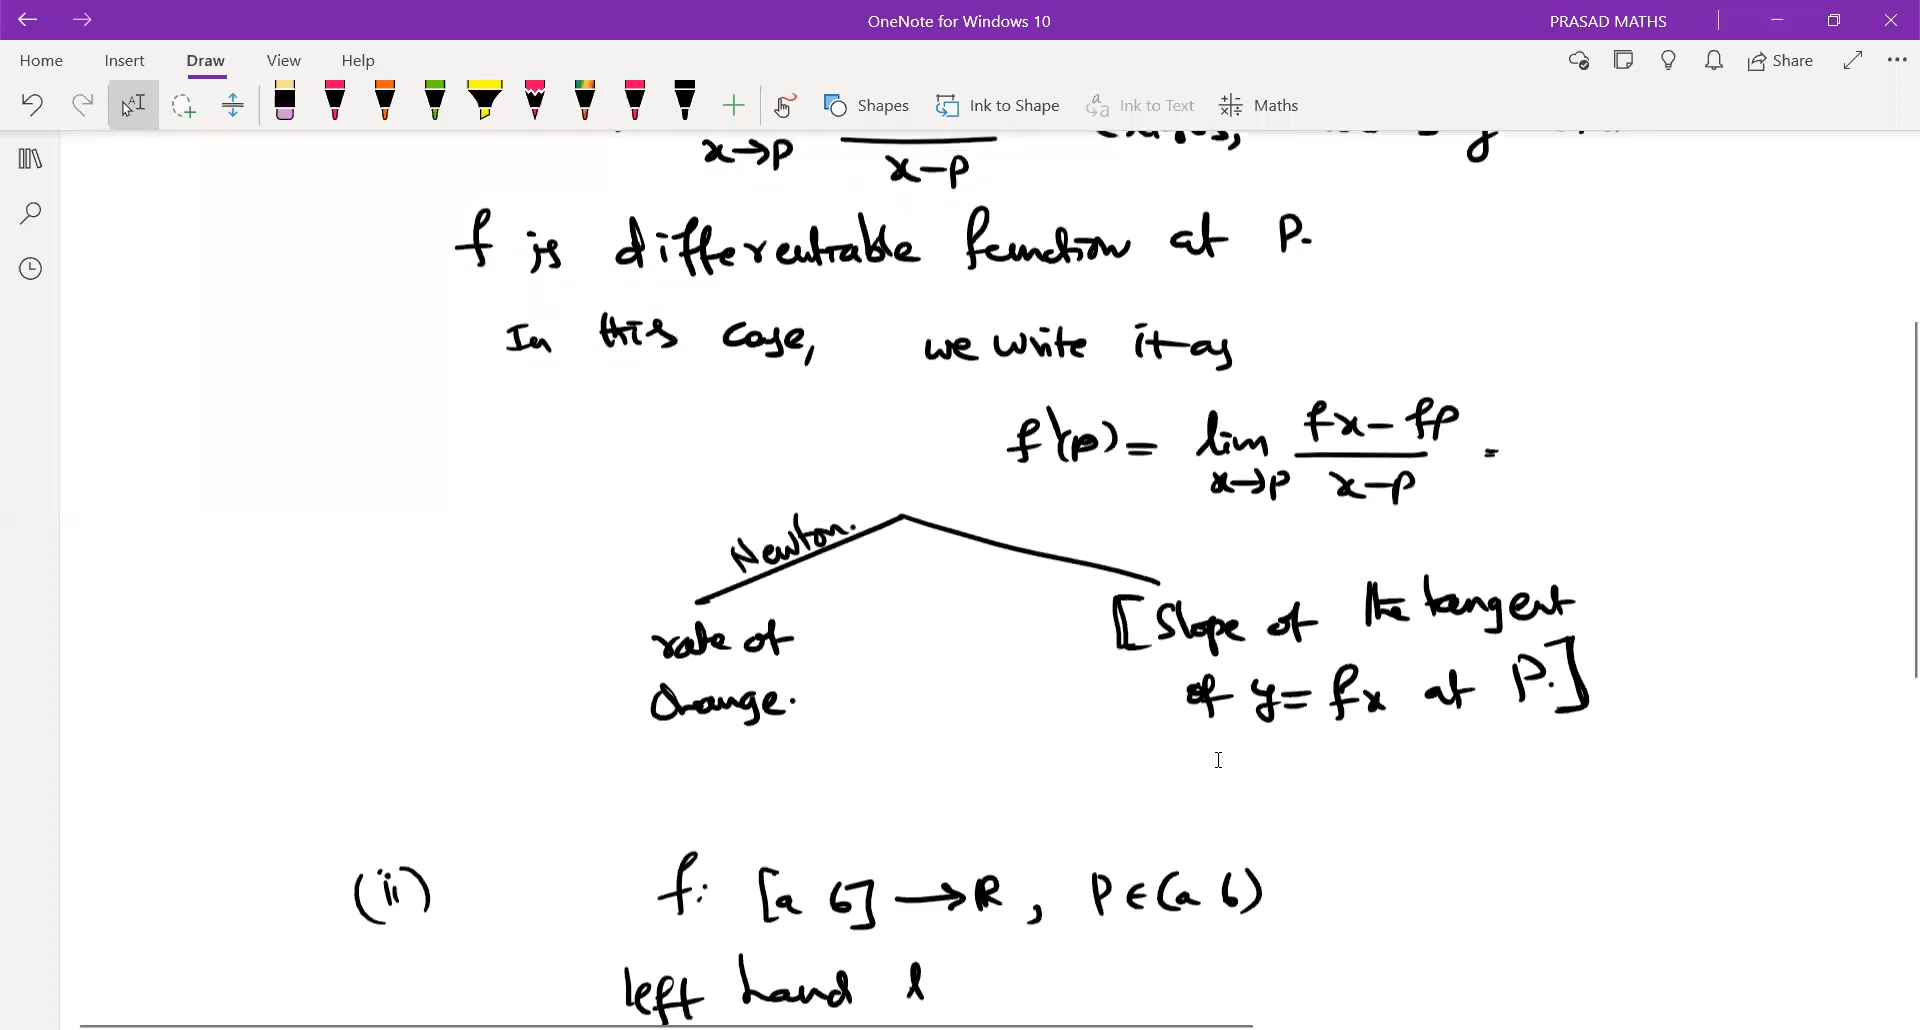 OneNote for Windows 10
PRASAD MATHS
Home Insert Draw View Help
Share
Shapes Ink to Shape Ink to Text Maths
x→p x-p
f is differentiable function at P.
In this case, we write it as
f'(p) = lim x→p fx - fp / x-p =
Newton.
rate of
change.
[Slope of the tangent
of y = fx at P.]
(ii) f: [a b] → R, P ∈ (a b)
left hand l